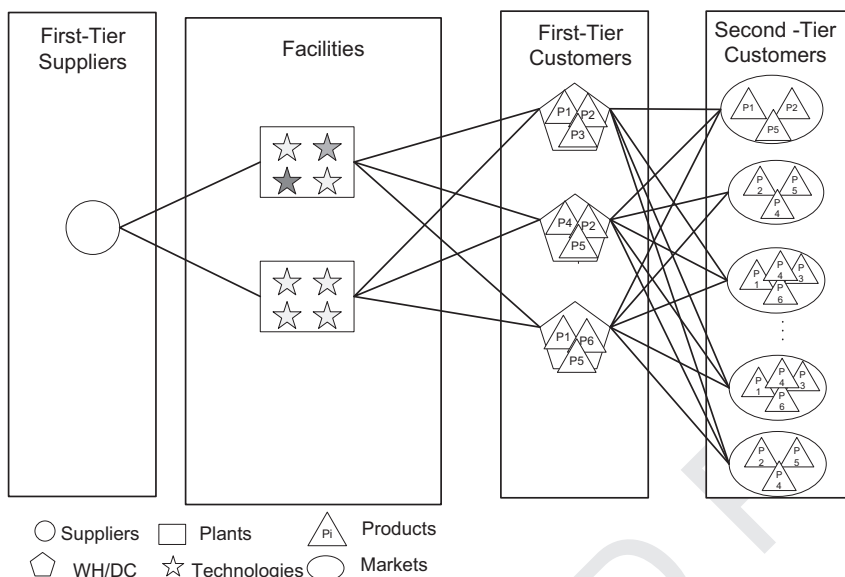 First-Tier
Suppliers
Facilities
First-Tier
Customers
Second -Tier
Customers
P1
P2
P3
P4
P2
P5
P1
P6
P5
P1
P2
P5
P
2
P
5
P
4
P
1
P
4
P
3
P
6
.
.
.
.
P
1
P
4
P
3
P
6
P
2
P
5
P
4
Suppliers
Plants
Pi
Products
WH/DC
Technologies
Markets